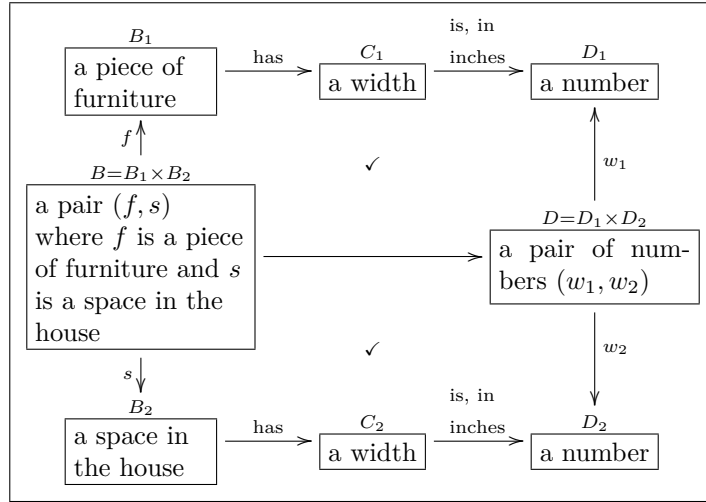 B₁
a piece of
furniture
has
C₁
a width
is, in
inches
D₁
a number
f
B=B₁×B₂
a pair (f, s)
where f is a piece
of furniture and s
is a space in the
house
✓
w₁
D=D₁×D₂
a pair of num-
bers (w₁, w₂)
✓
s
w₂
B₂
a space in
the house
has
C₂
a width
is, in
inches
D₂
a number